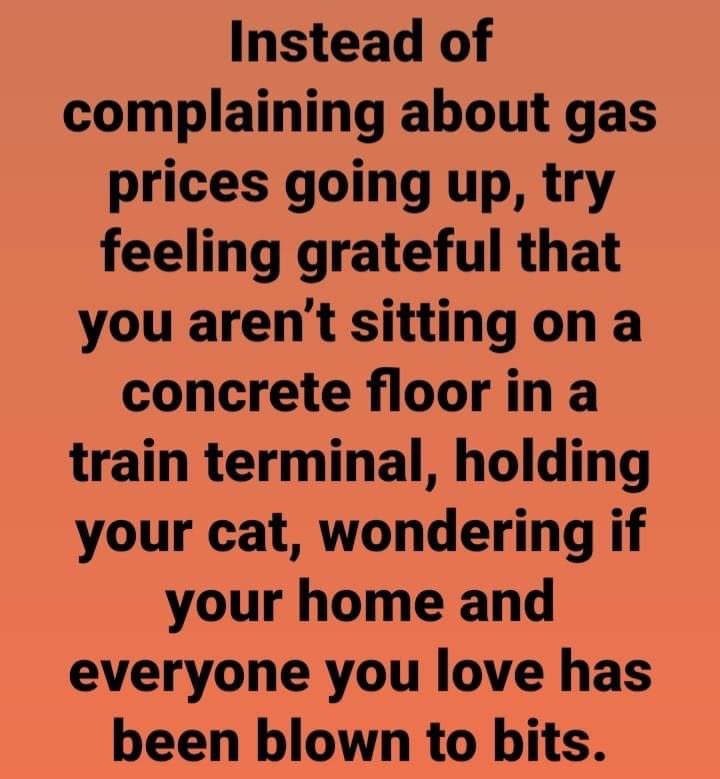 Instead of
complaining about gas
prices going up, try
feeling grateful that
you aren’t sitting on a
concrete floor in a
train terminal, holding
your cat, wondering if
your home and
everyone you love has
been blown to bits.